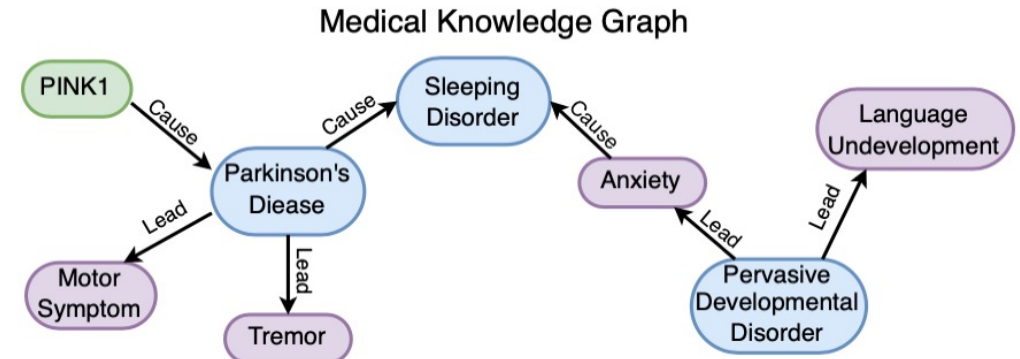 Medical Knowledge Graph
PINK1
Cause
Parkinson's
Diease
Cause
Sleeping
Disorder
Cause
Anxiety
Lead
Language
Undevelopment
Lead
Pervasive
Developmental
Disorder
Lead
Motor
Symptom
Lead
Tremor